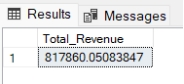 Results Messages
Total_Revenue
1 817860.05083847